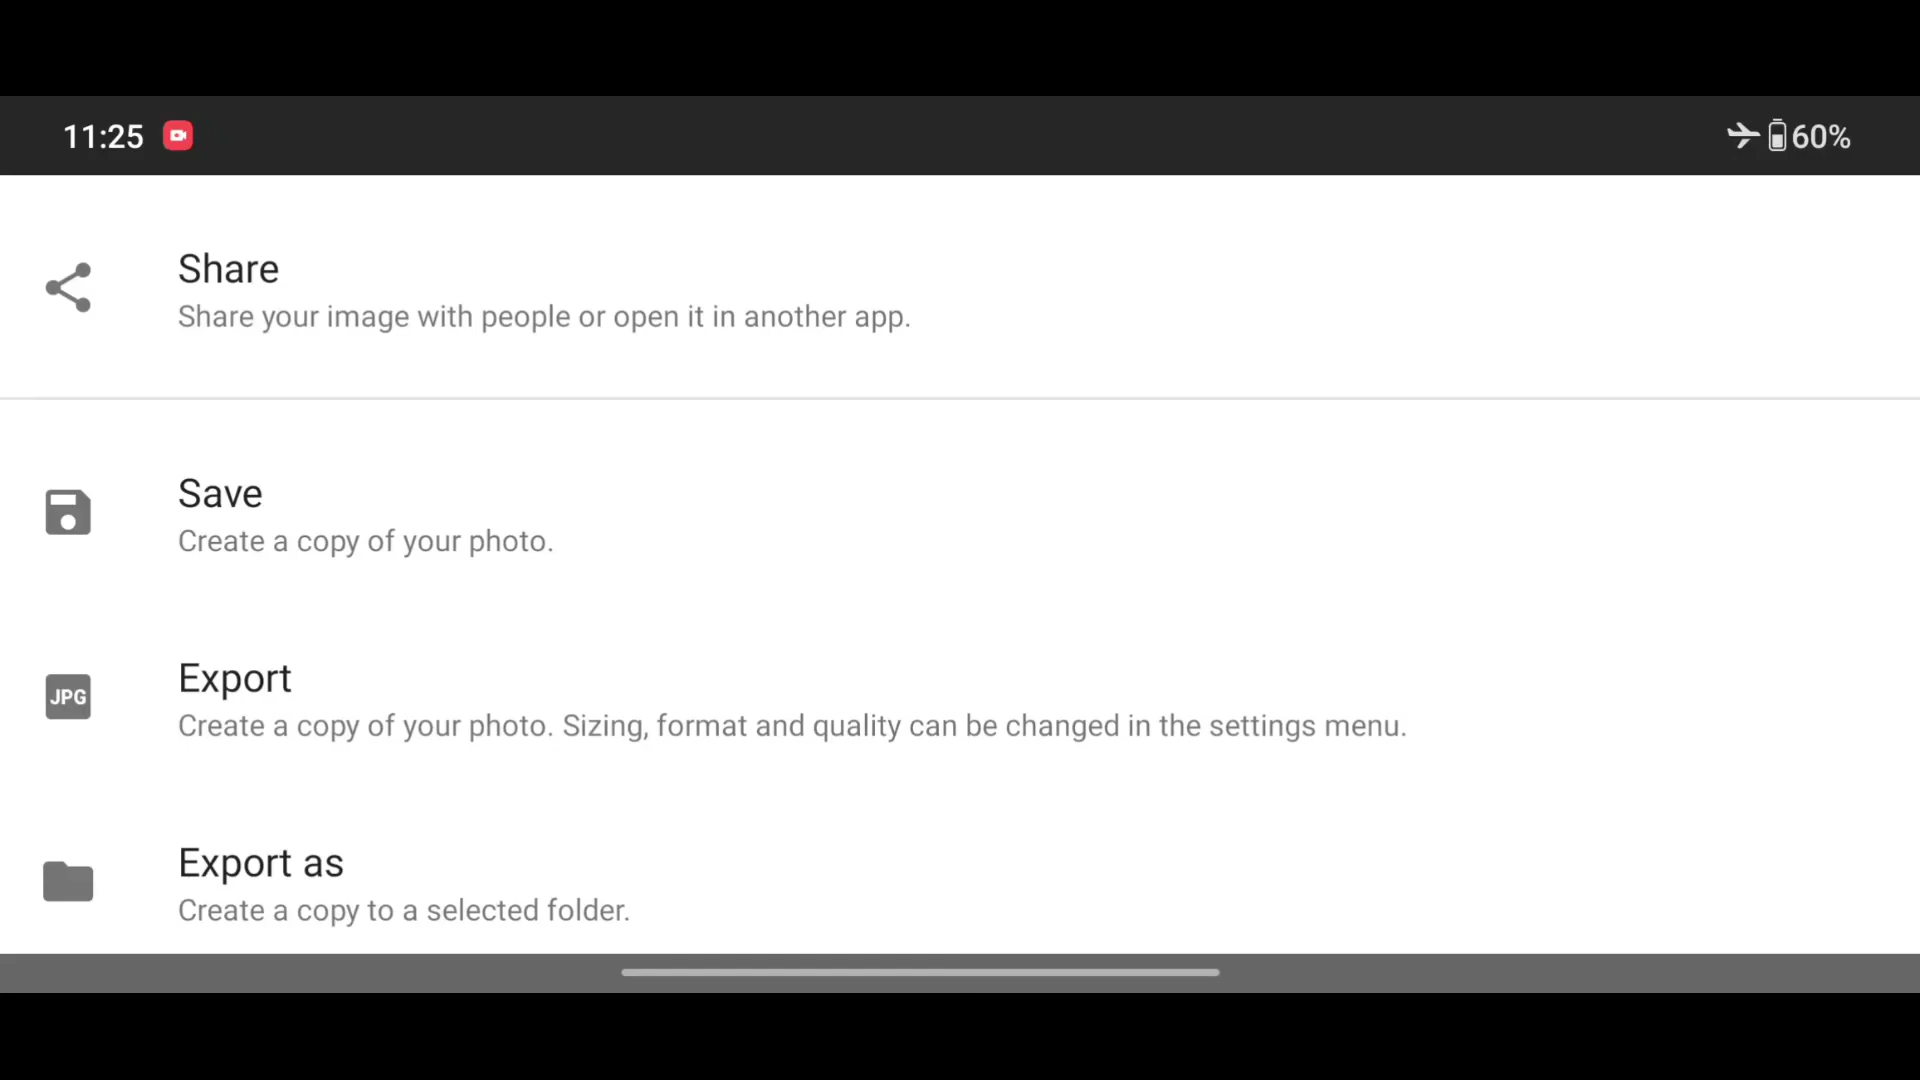 11:25
60%
Share
Share your image with people or open it in another app.
Save
Create a copy of your photo.
JPG
Export
Create a copy of your photo. Sizing, format and quality can be changed in the settings menu.
Export as
Create a copy to a selected folder.